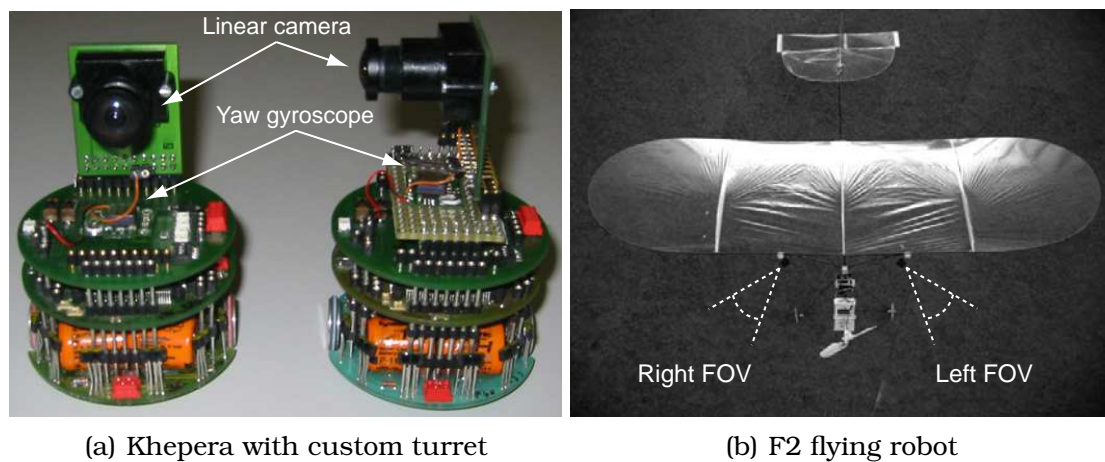 Linear camera
Yaw gyroscope
Right FOV
Left FOV
(a) Khepera with custom turret
(b) F2 flying robot